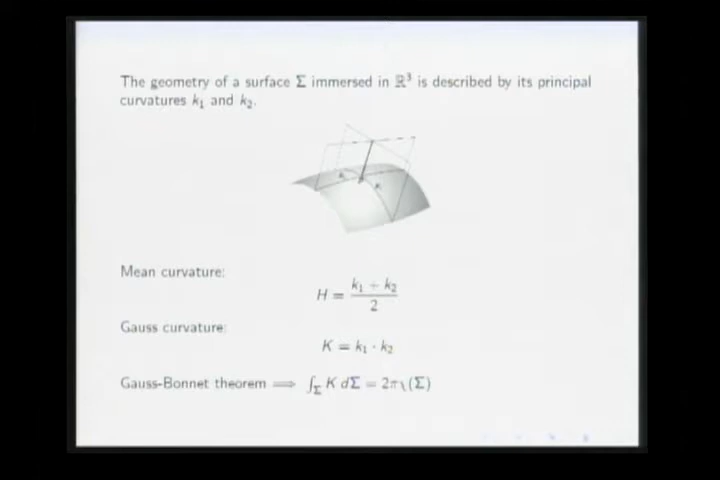 The geometry of a surface Σ immersed in ℝ³ is described by its principal
curvatures k₁ and k₂.
Mean curvature:
H = (k₁ + k₂)/2
Gauss curvature:
K = k₁ · k₂
Gauss-Bonnet theorem ⟹ ∫_Σ K dΣ = 2πχ(Σ)